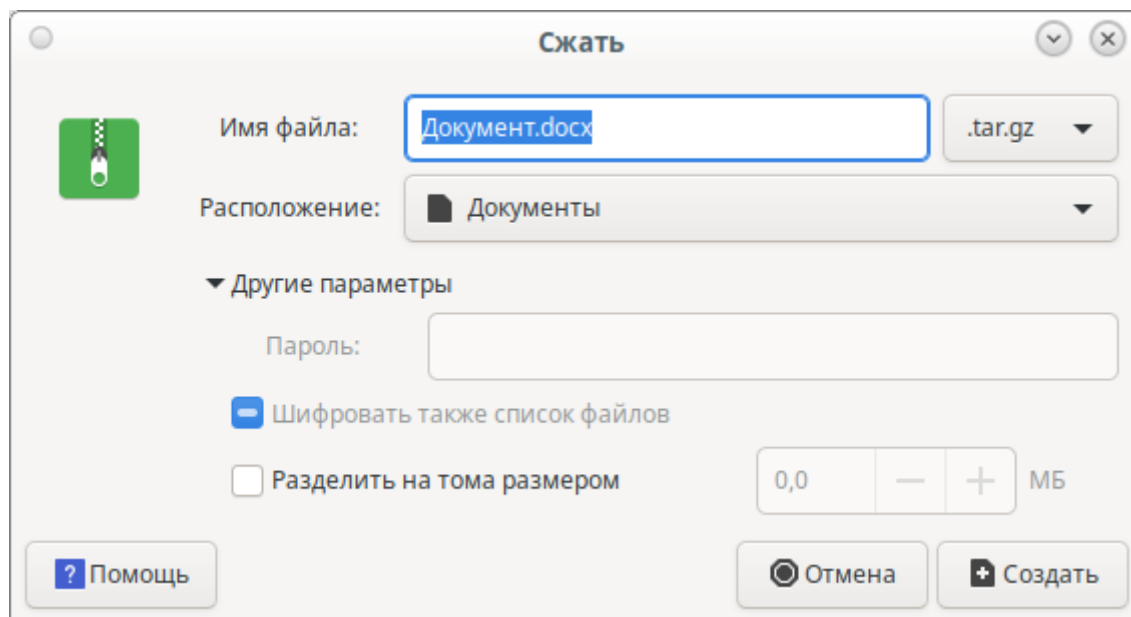 Сжать
Имя файла: Документ.docx .tar.gz
Расположение: Документы
Другие параметры
Пароль:
Шифровать также список файлов
Разделить на тома размером 0,0 МБ
? Помощь Отмена Создать